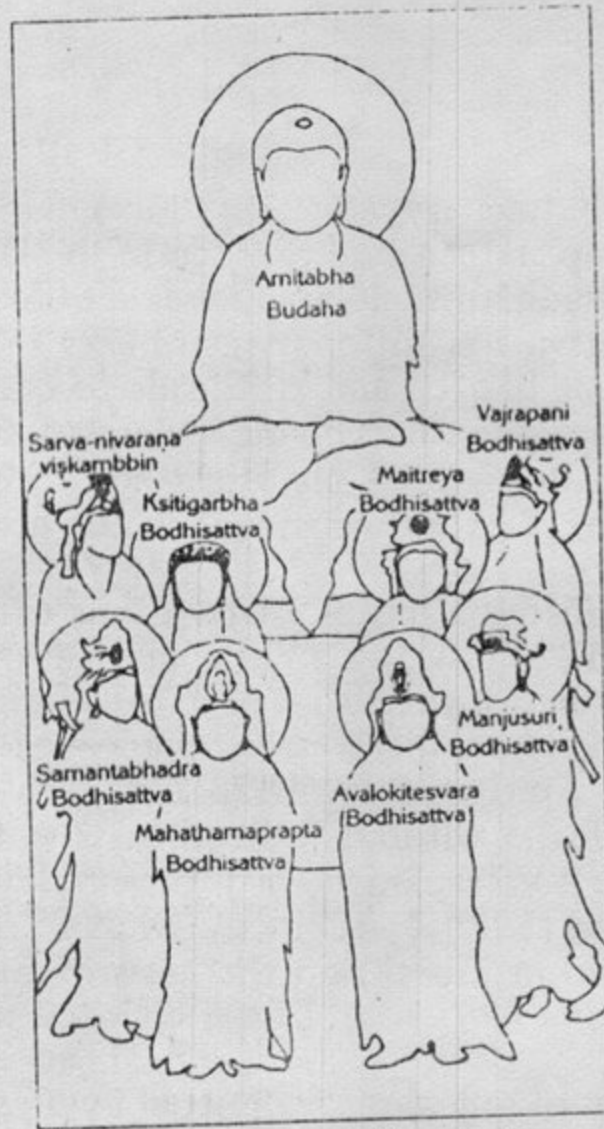 Amitabha
Budaha
Vajrapani
Bodhisattva
Sarva-nivarana
viskambbin
Maitreya
Bodhisattva
Ksitigarbha
Bodhisattva
Manjusuri
Bodhisattva
Samantabhadra
Bodhisattva
Avalokitesvara
Bodhisattva
Mahathamaprapta
Bodhisattva